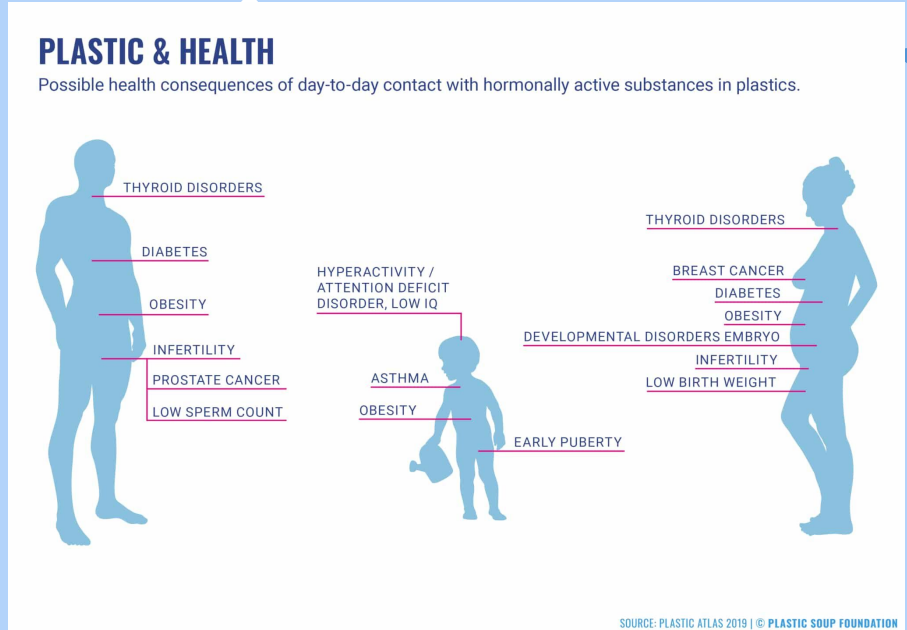 PLASTIC & HEALTH
Possible health consequences of day-to-day contact with hormonally active substances in plastics.
THYROID DISORDERS
DIABETES
OBESITY
INFERTILITY
PROSTATE CANCER
LOW SPERM COUNT
HYPERACTIVITY /
ATTENTION DEFICIT
DISORDER, LOW IQ
ASTHMA
OBESITY
EARLY PUBERTY
THYROID DISORDERS
BREAST CANCER
DIABETES
OBESITY
DEVELOPMENTAL DISORDERS EMBRYO
INFERTILITY
LOW BIRTH WEIGHT
SOURCE: PLASTIC ATLAS 2019 | © PLASTIC SOUP FOUNDATION